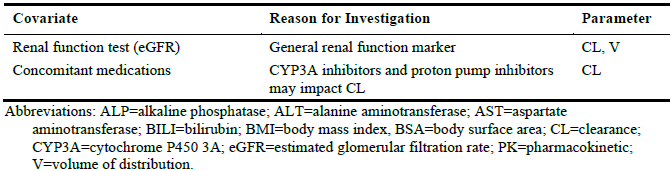 Covariate Reason for Investigation Parameter
Renal function test (eGFR) General renal function marker CL, V
Concomitant medications CYP3A inhibitors and proton pump inhibitors CL
may impact CL
Abbreviations: ALP=alkaline phosphatase; ALT=alanine aminotransferase; AST=aspartate
aminotransferase; BILI=bilirubin; BMI=body mass index, BSA=body surface area; CL=clearance;
CYP3A=cytochrome P450 3A; eGFR=estimated glomerular filtration rate; PK=pharmacokinetic;
V=volume of distribution.